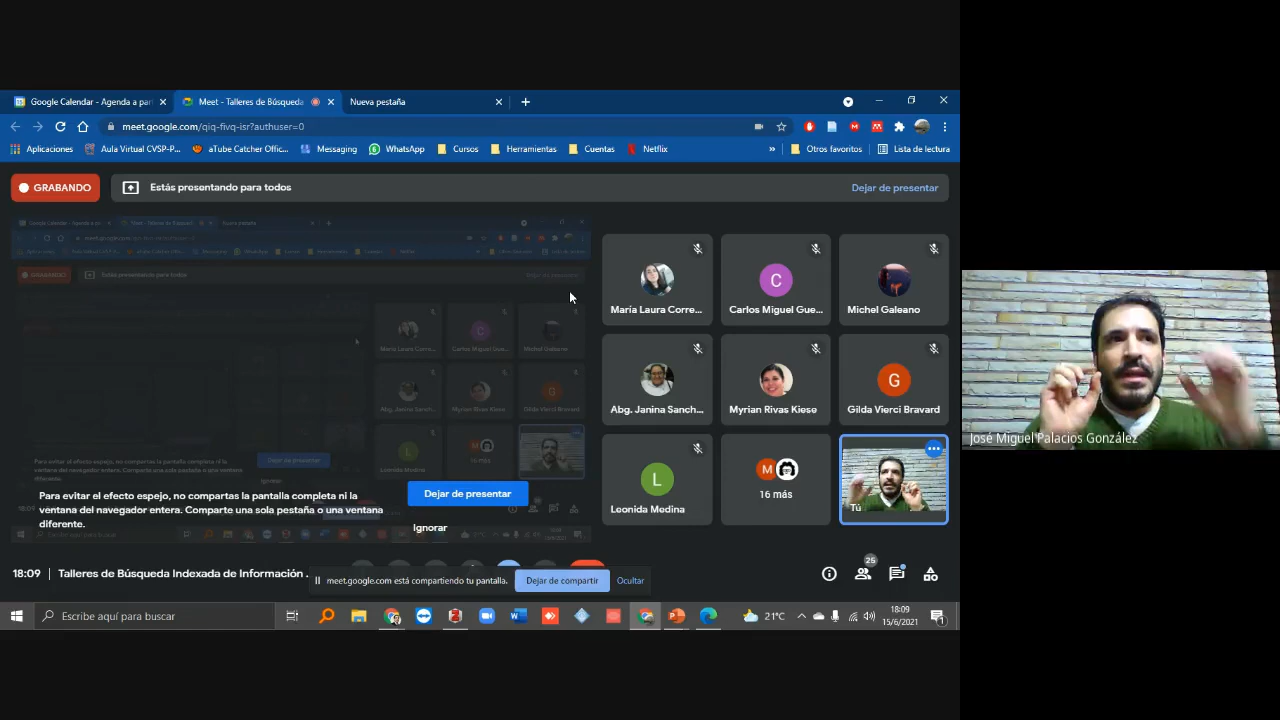 Google Calendar - Agenda a par
Meet - Talleres de Búsqueda
Nueva pestaña
meet.google.com/qiq-fivq-isr?authuser=0
Aplicaciones
Aula Virtual CVSP-P...
aTube Catcher Offic...
Messaging
WhatsApp
Cursos
Herramientas
Cuentas
Netflix
»
Otros favoritos
Lista de lectura
GRABANDO
Estás presentando para todos
Dejar de presentar
María Laura Corre...
C
Carlos Miguel Gue...
Michel Galeano
Abg. Janina Sanch...
Myrian Rivas Kiese
G
Gilda Vierci Bravard
L
Leonida Medina
M
16 más
Tú
Para evitar el efecto espejo, no compartas la pantalla completa ni la
ventana del navegador entera. Comparte una sola pestaña o una ventana
diferente.
Dejar de presentar
Ignorar
José Miguel Palacios González
18:09
Talleres de Búsqueda Indexada de Información .
meet.google.com está compartiendo tu pantalla.
Dejar de compartir
Ocultar
25
Escribe aquí para buscar
21°C
18:09
15/6/2021
1